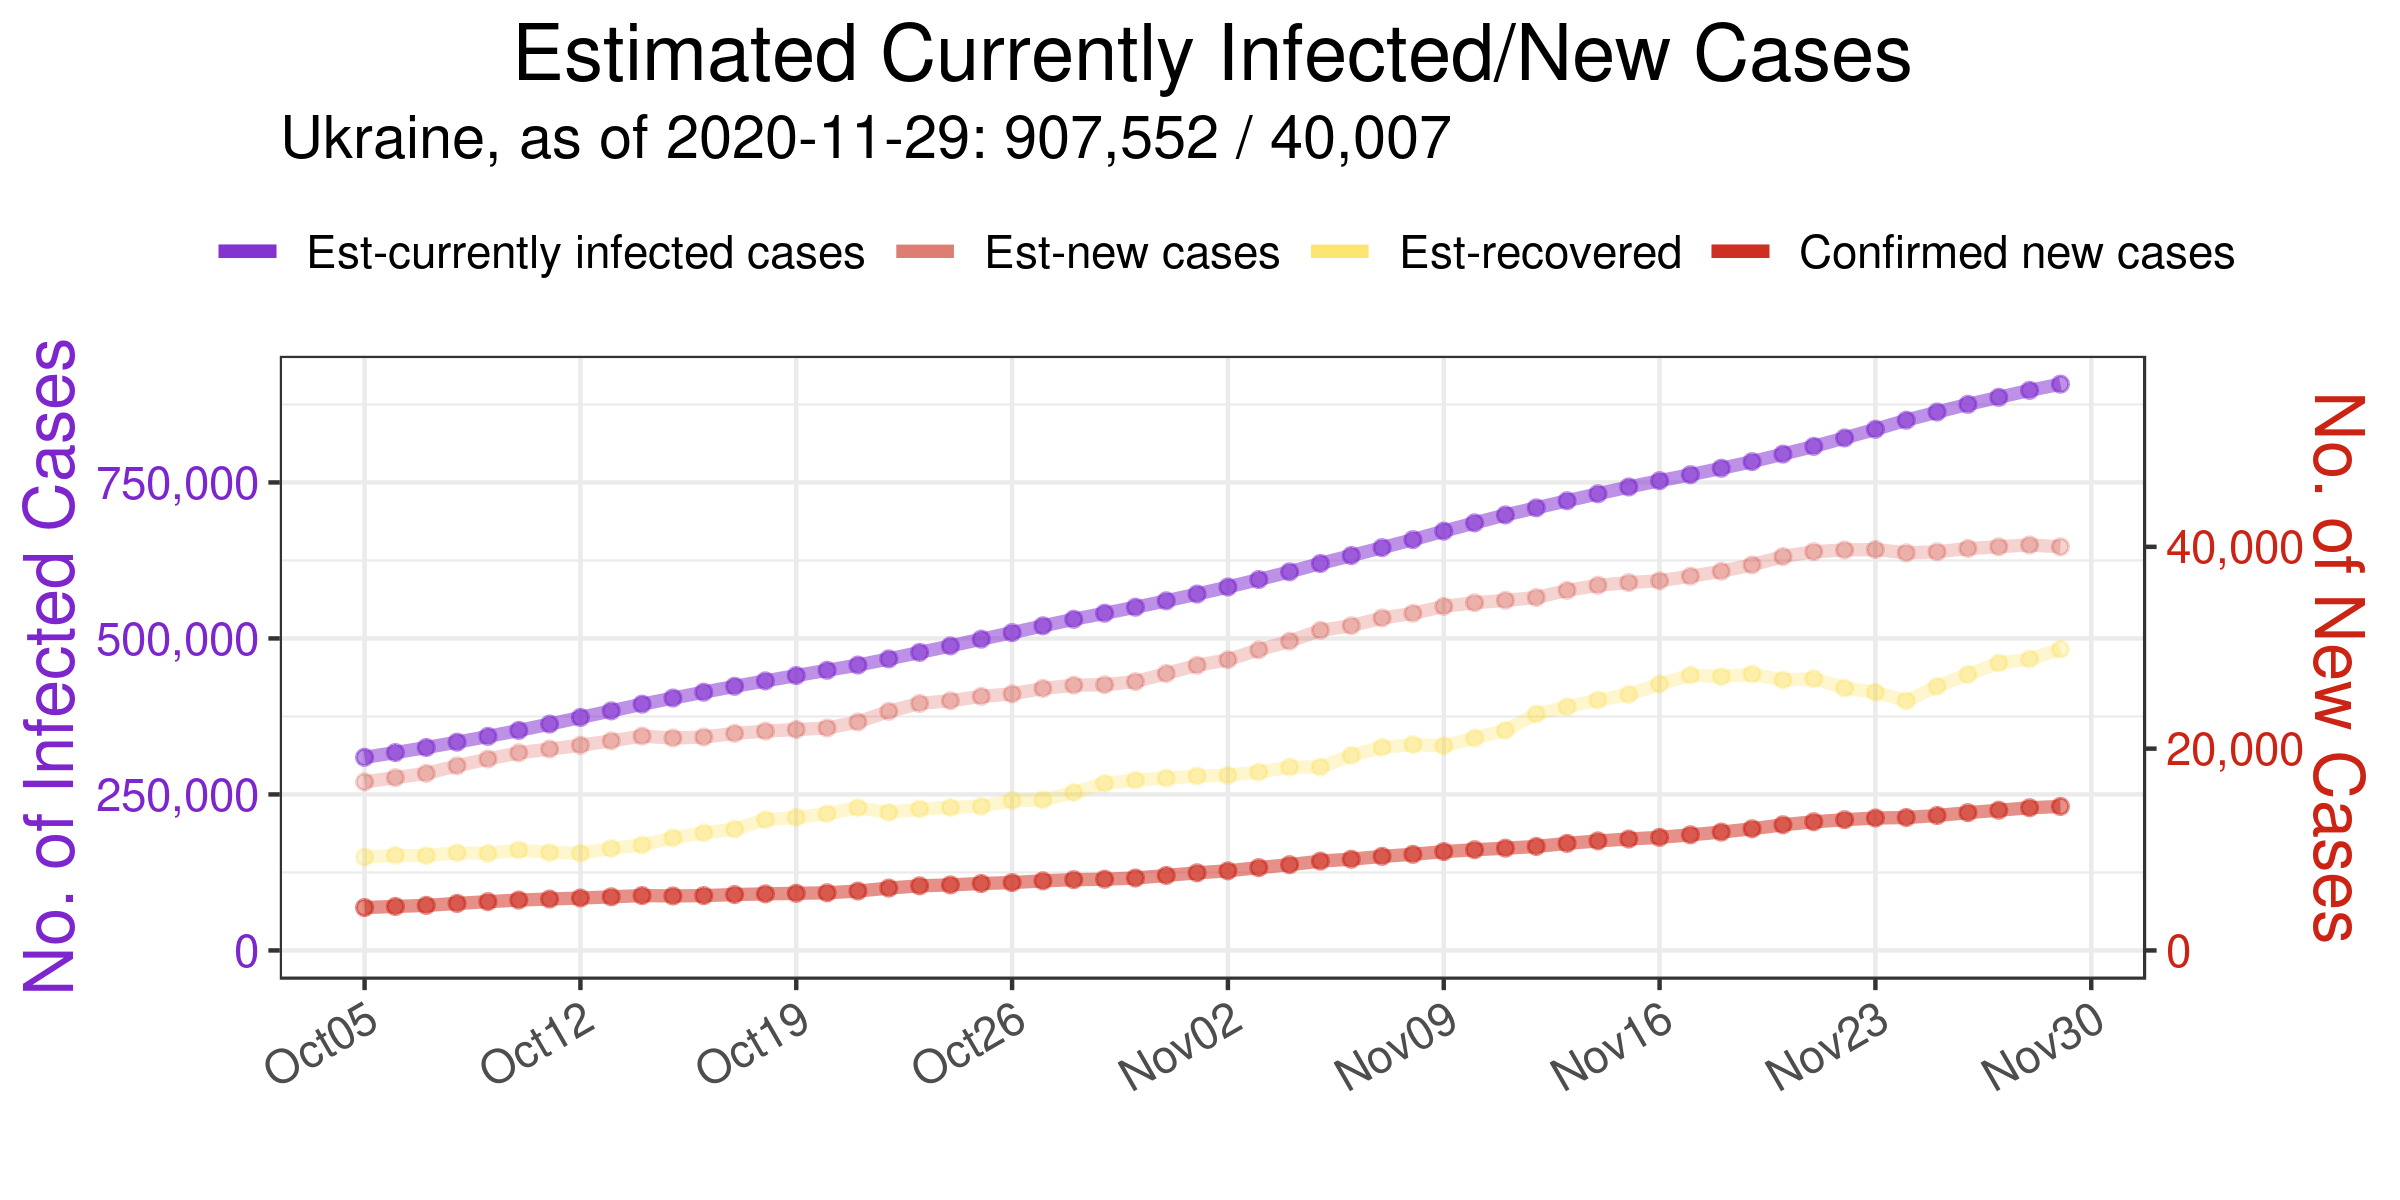 Estimated Currently Infected/New Cases
Ukraine, as of 2020-11-29: 907,552 / 40,007
Est-currently infected cases Est-new cases Est-recovered Confirmed new cases
No. of Infected Cases
750,000
500,000
250,000
0
40,000
20,000
0
No. of New Cases
Oct05 Oct12 Oct19 Oct26 Nov02 Nov09 Nov16 Nov23 Nov30